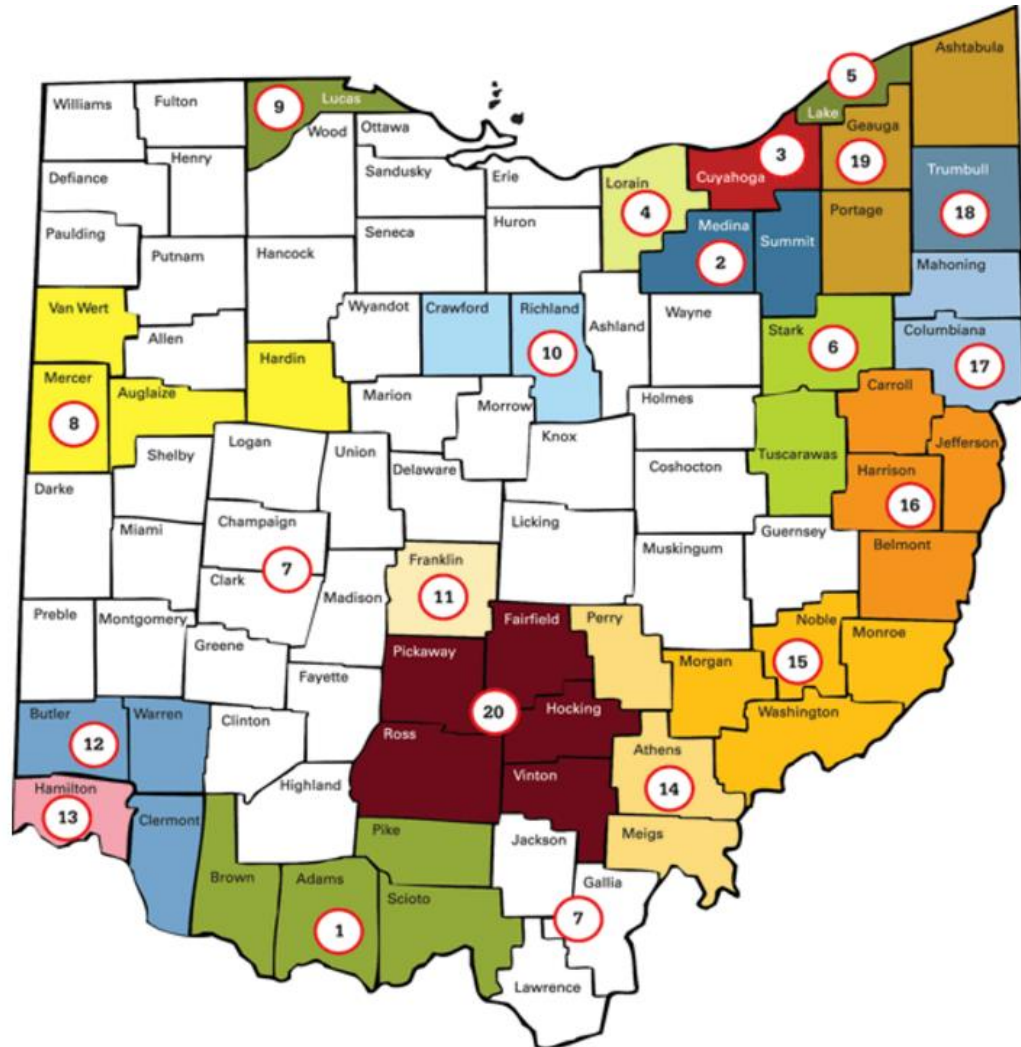 Ashtabula
5
Lake
Williams
Fulton
9
Lucas
Wood
Ottawa
Geauga
3
19
Henry
Defiance
Sandusky
Erie
Lorain
Cuyahoga
Trumbull
4
18
Paulding
Seneca
Huron
Medina
Summit
Portage
2
Putnam
Hancock
Mahoning
Van Wert
Wyandot
Crawford
Richland
Ashland
Wayne
Stark
Columbiana
Allen
10
6
17
Hardin
Mercer
Auglaize
Marion
Morrow
Holmes
Carroll
8
Logan
Union
Knox
Jefferson
Shelby
Delaware
Coshocton
Tuscarawas
Harrison
16
Darke
Champaign
Licking
Guernsey
Miami
Muskingum
Belmont
7
Clark
Franklin
Madison
11
Preble
Montgomery
Fairfield
Perry
Noble
Monroe
Greene
Pickaway
Morgan
15
Fayette
20
Hocking
Washington
Butler
Warren
Clinton
Ross
Athens
12
Vinton
14
Hamilton
Highland
13
Clermont
Pike
Jackson
Meigs
Brown
Adams
Scioto
Gallia
1
7
Lawrence